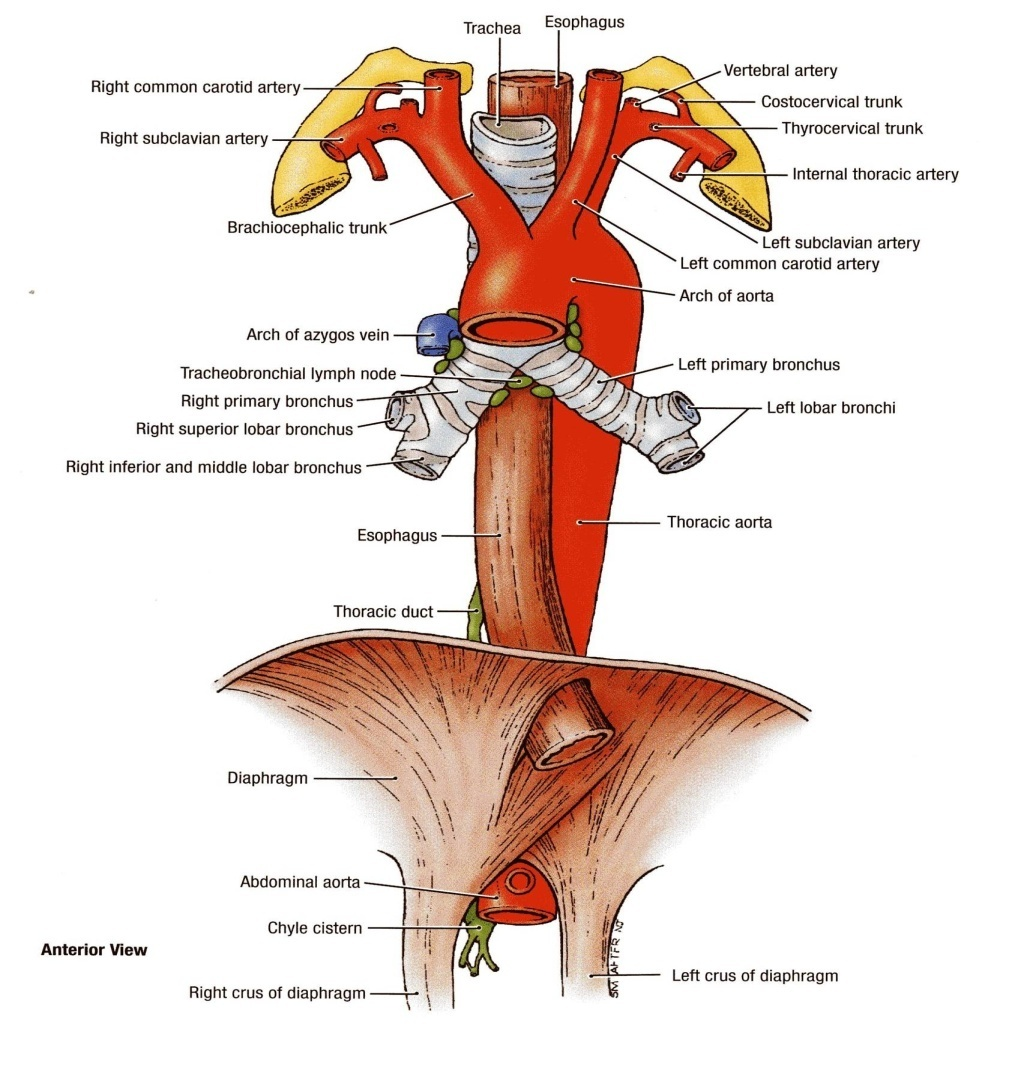 Trachea
Esophagus
Right common carotid artery
Vertebral artery
Costocervical trunk
Thyrocervical trunk
Right subclavian artery
Internal thoracic artery
Brachiocephalic trunk
Left subclavian artery
Left common carotid artery
Arch of aorta
Arch of azygos vein
Left primary bronchus
Tracheobronchial lymph node
Right primary bronchus
Left lobar bronchi
Right superior lobar bronchus
Right inferior and middle lobar bronchus
Thoracic aorta
Esophagus
Thoracic duct
Diaphragm
Abdominal aorta
Chyle cistern
Anterior View
Left crus of diaphragm
Right crus of diaphragm